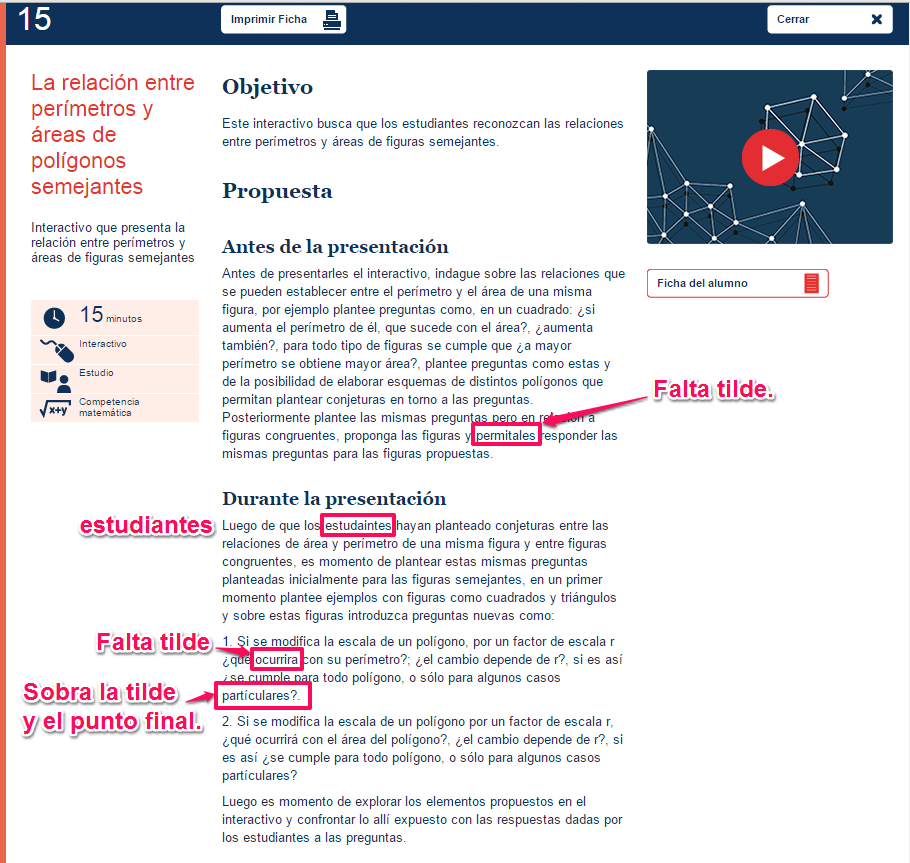 15
Imprimir Ficha
Cerrar
La relación entre
perímetros y
áreas de
polígonos
semejantes
Interactivo que presenta la
relación entre perímetros y
áreas de figuras semejantes
15 minutos
Interactivo
Estudio
√x+y Competencia
matemática
Objetivo
Este interactivo busca que los estudiantes reconozcan las relaciones
entre perímetros y áreas de figuras semejantes.
Propuesta
Antes de la presentación
Antes de presentarles el interactivo, indague sobre las relaciones que
se pueden establecer entre el perímetro y el área de una misma
figura, por ejemplo plantee preguntas como, en un cuadrado: ¿si
aumenta el perímetro de él, que sucede con el área?, ¿aumenta
también?, para todo tipo de figuras se cumple que ¿a mayor
perímetro se obtiene mayor área?, plantee preguntas como estas y
de la posibilidad de elaborar esquemas de distintos polígonos que
permitan plantear conjeturas en torno a las preguntas.
Posteriormente plantee las mismas preguntas pero en relación a
figuras congruentes, proponga las figuras y permitales responder las
mismas preguntas para las figuras propuestas.
Falta tilde.
Durante la presentación
estudiantes
Luego de que los estudaintes hayan planteado conjeturas entre las
relaciones de área y perímetro de una misma figura y entre figuras
congruentes, es momento de plantear estas mismas preguntas
planteadas inicialmente para las figuras semejantes, en un primer
momento plantee ejemplos con figuras como cuadrados y triángulos
y sobre estas figuras introduzca preguntas nuevas como:
Falta tilde
1. Si se modifica la escala de un polígono, por un factor de escala r
¿qué ocurrira con su perímetro?; ¿el cambio depende de r?, si es así
¿se cumple para todo polígono, o sólo para algunos casos
partículares?.
Sobra la tilde
y el punto final.
2. Si se modifica la escala de un polígono por un factor de escala r,
¿qué ocurrirá con el área del polígono?, ¿el cambio depende de r?, si
es así ¿se cumple para todo polígono, o sólo para algunos casos
partículares?
Luego es momento de explorar los elementos propuestos en el
interactivo y confrontar lo allí expuesto con las respuestas dadas por
los estudiantes a las preguntas.
Ficha del alumno